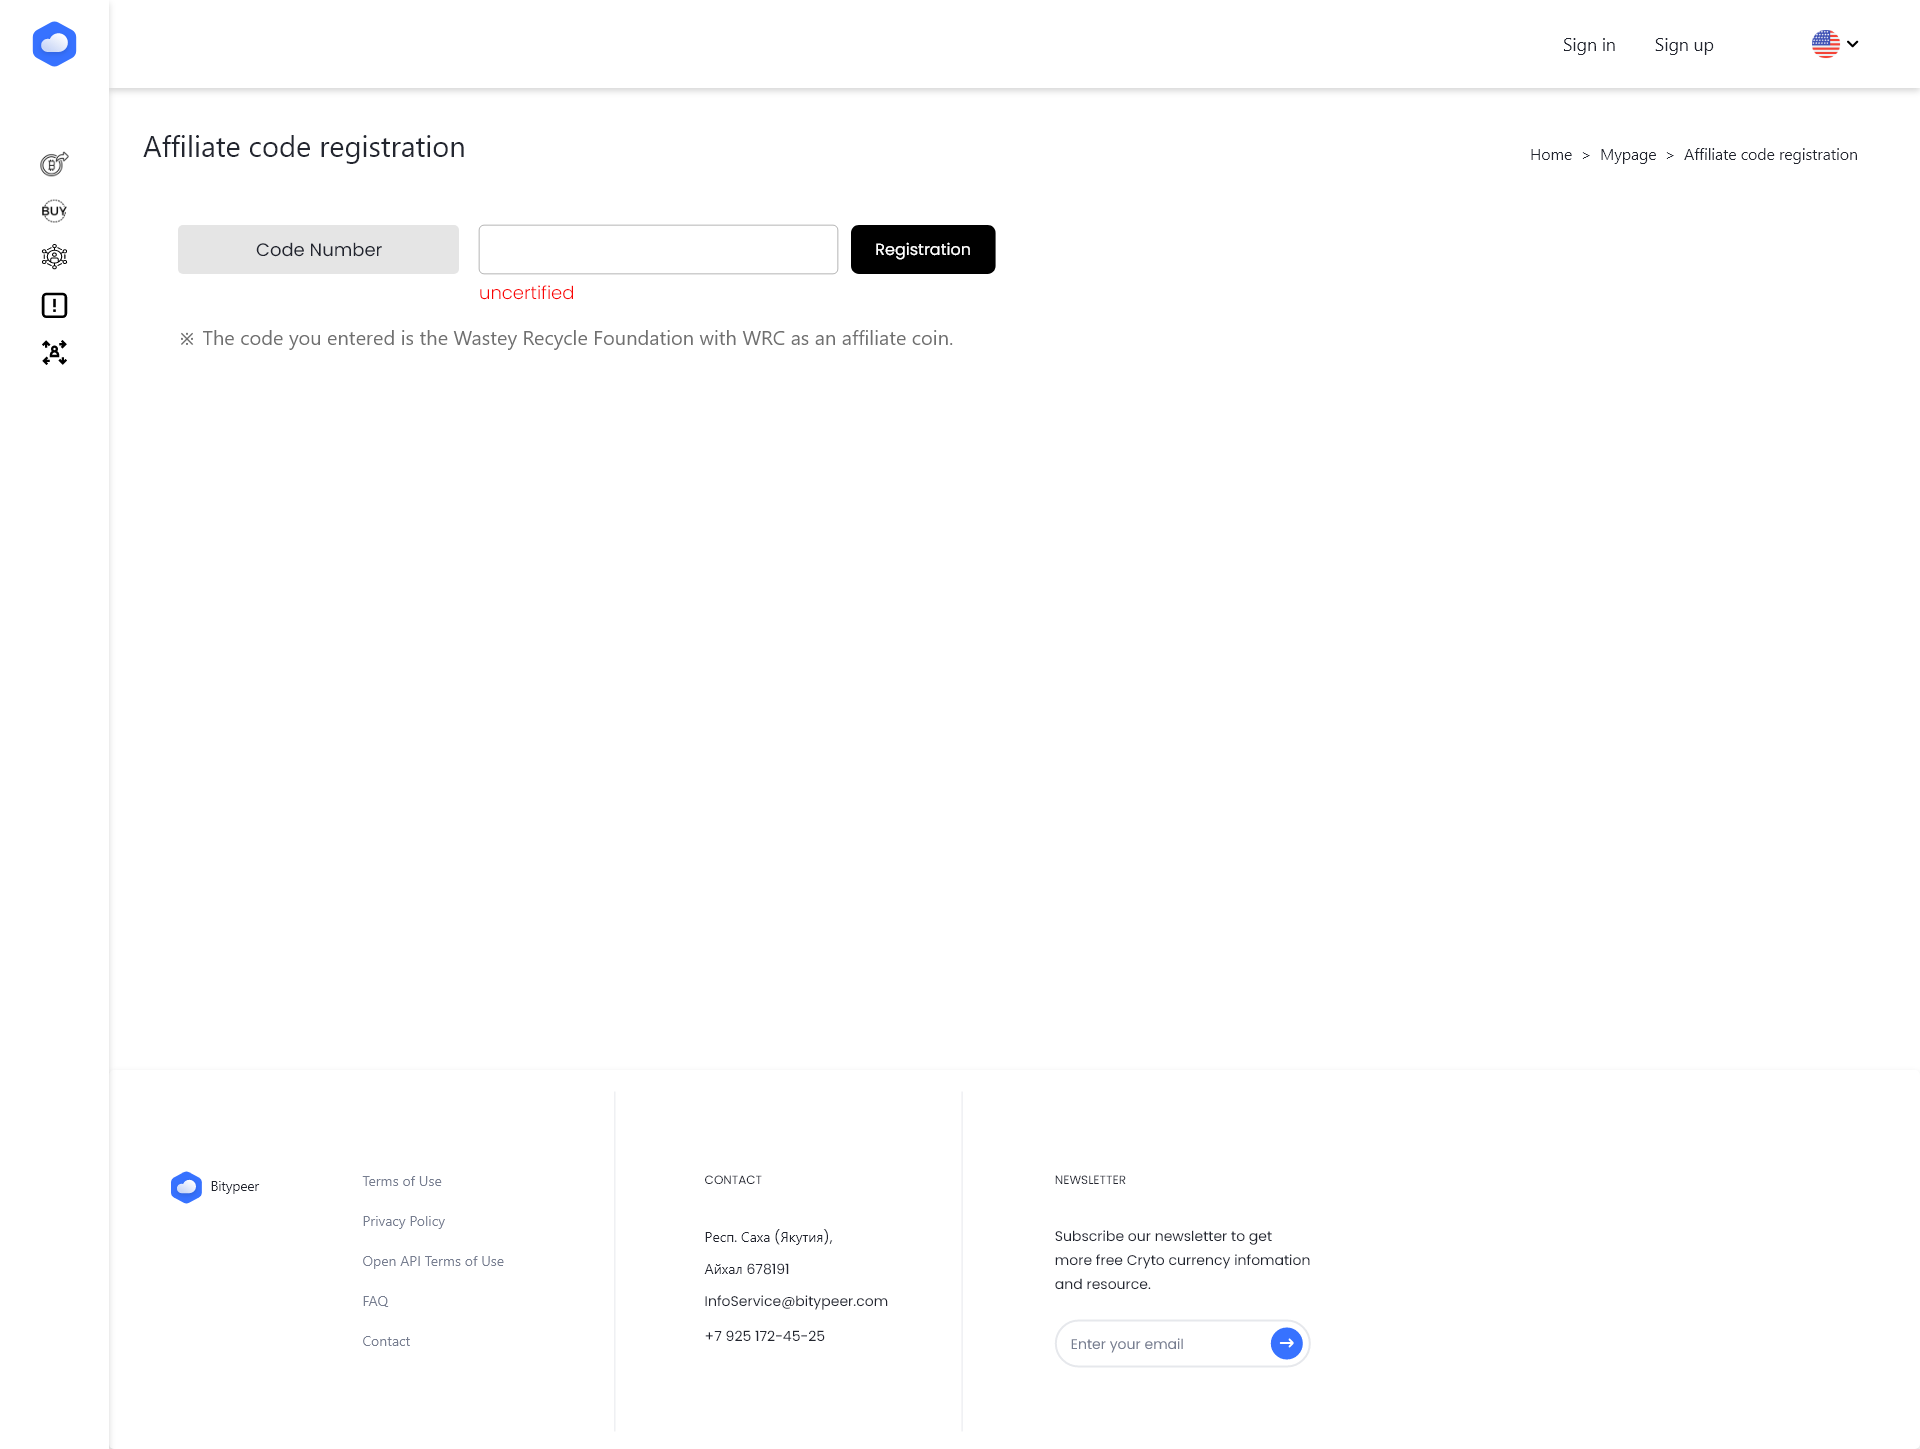 Sign in Sign up
Affiliate code registration
Home > Mypage > Affiliate code registration
BUY
Code Number
Registration
uncertified
※ The code you entered is the Wastey Recycle Foundation with WRC as an affiliate coin.
Bitypeer
Terms of Use
Privacy Policy
Open API Terms of Use
FAQ
Contact
CONTACT
Респ. Саха (Якутия),
Айхал 678191
InfoService@bitypeer.com
+7 925 172-45-25
NEWSLETTER
Subscribe our newsletter to get
more free Cryto currency infomation
and resource.
Enter your email